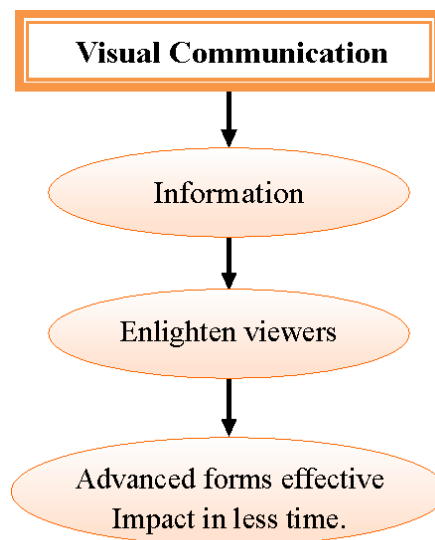 Visual Communication
Information
Enlighten viewers
Advanced forms effective
Impact in less time.